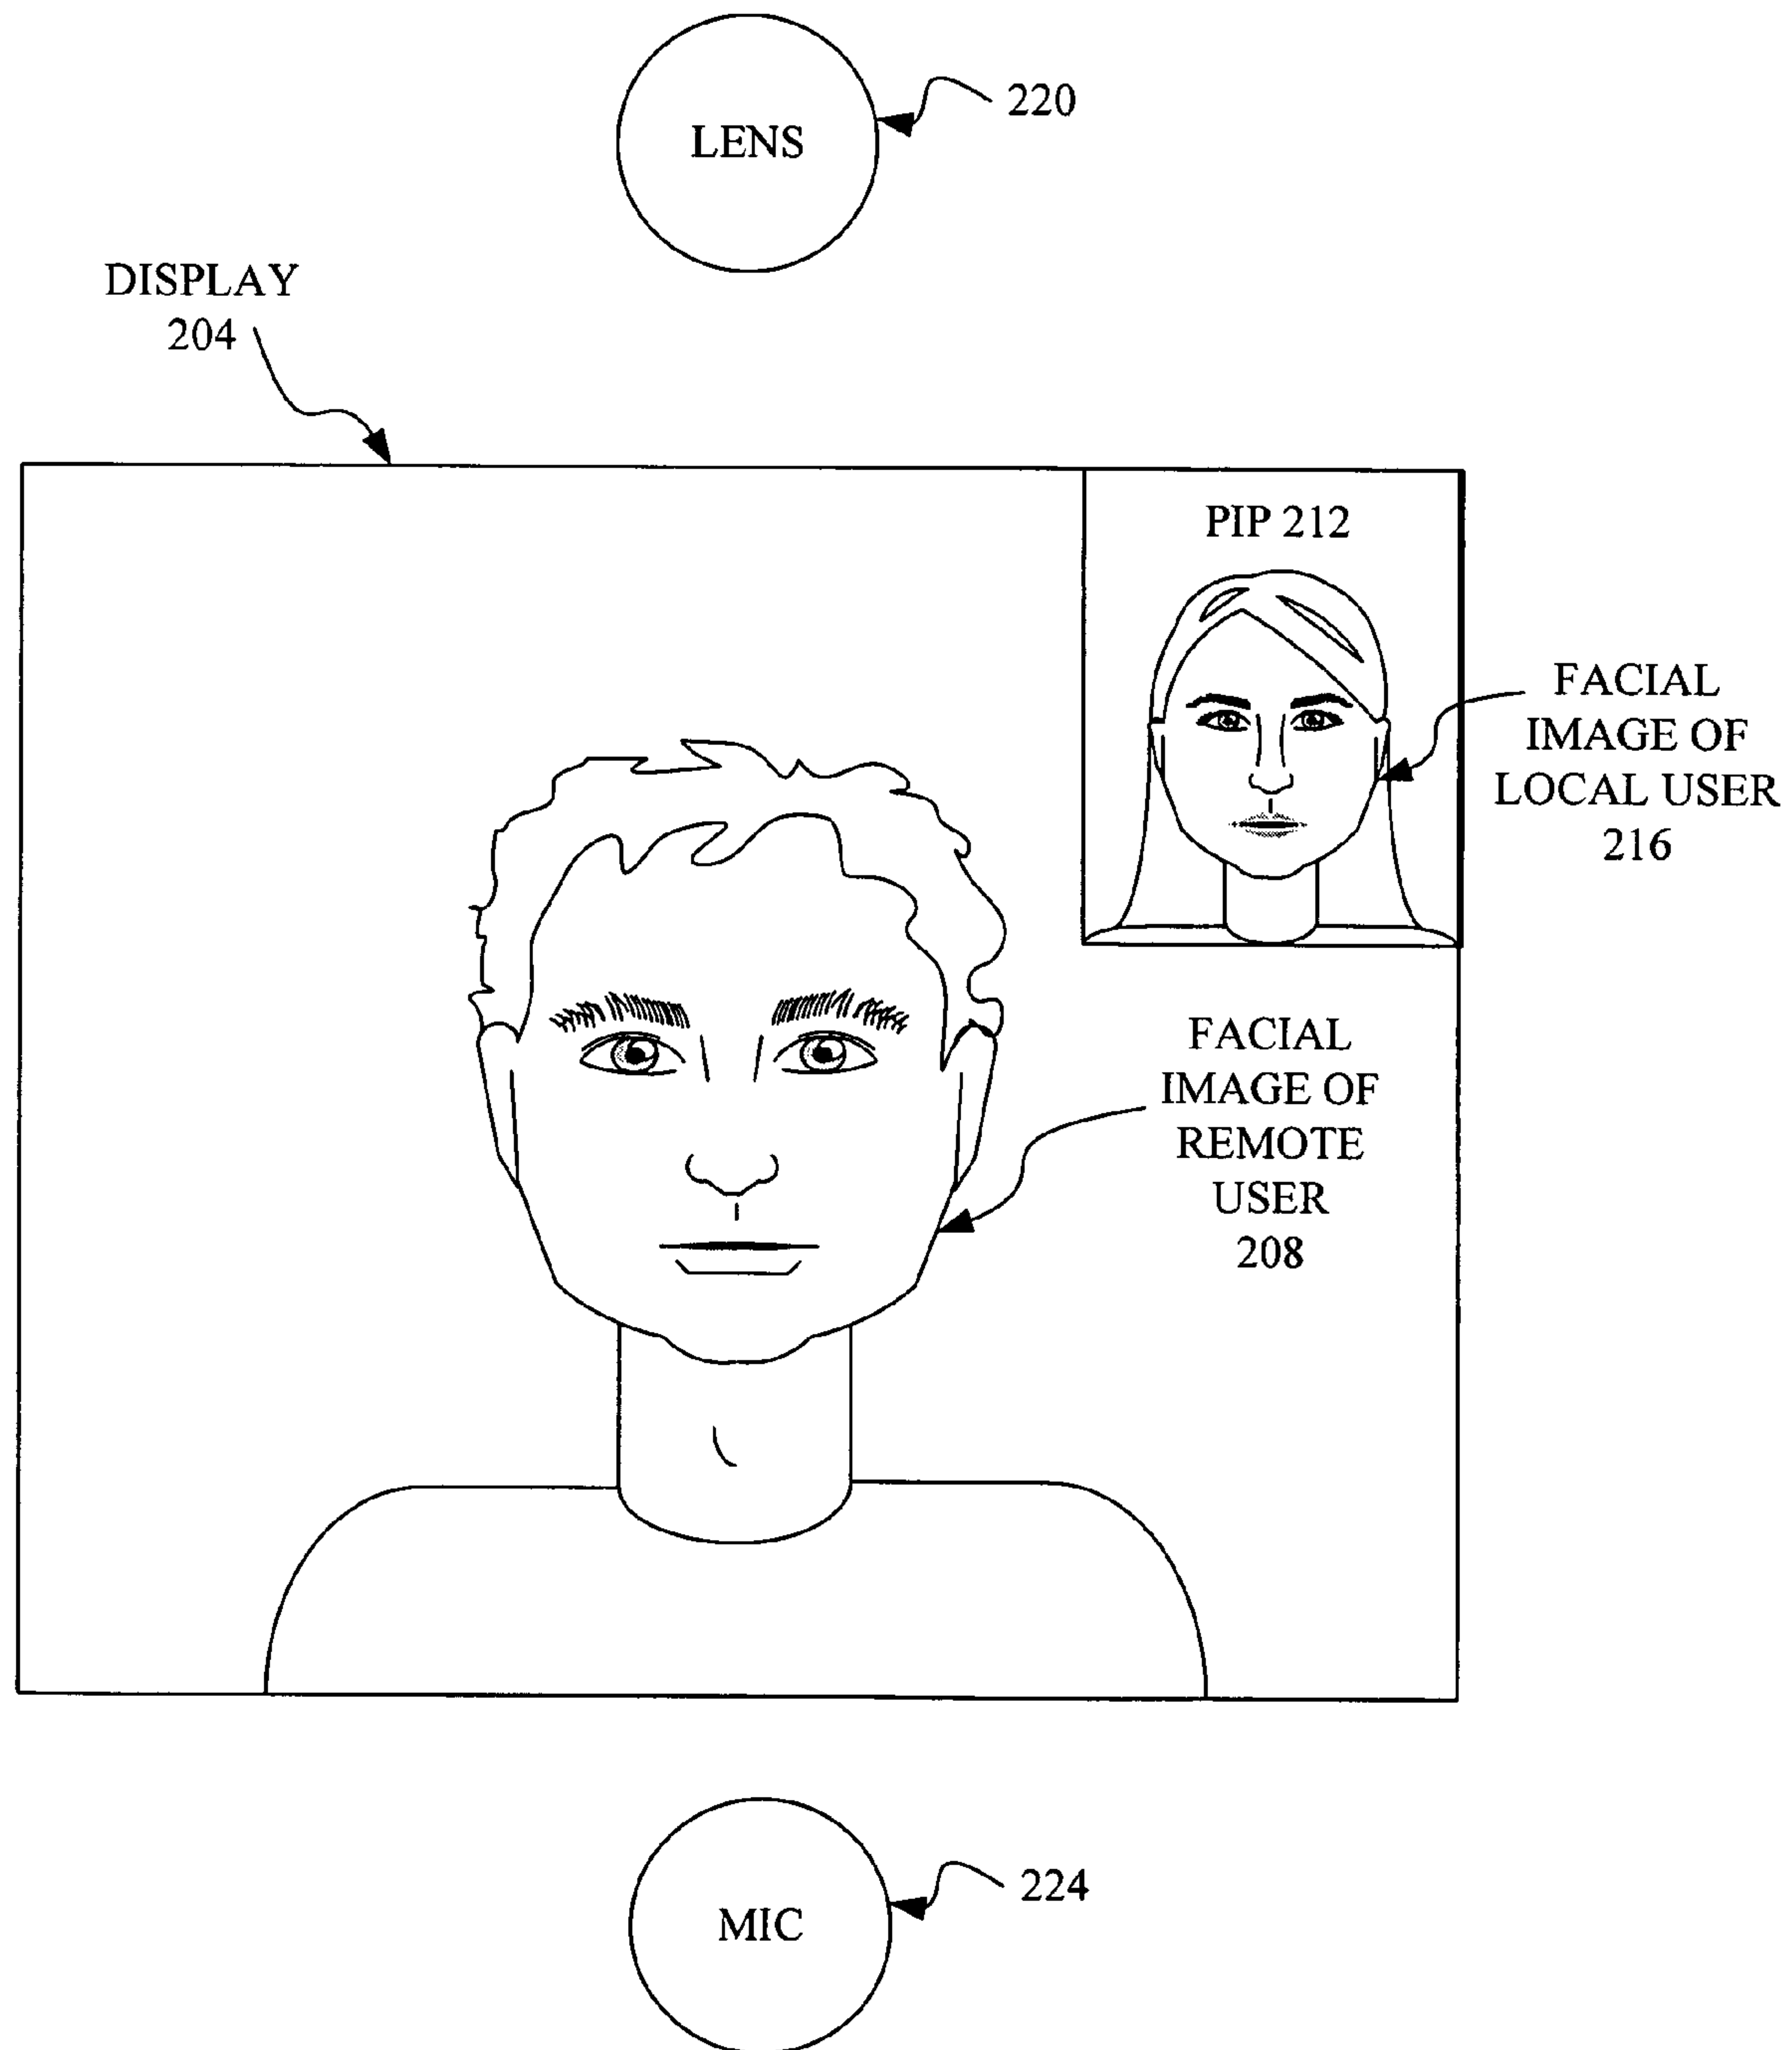 220
LENS
DISPLAY
204
PIP 212
FACIAL
IMAGE OF
LOCAL USER
216
FACIAL
IMAGE OF
REMOTE
USER
208
224
MIC